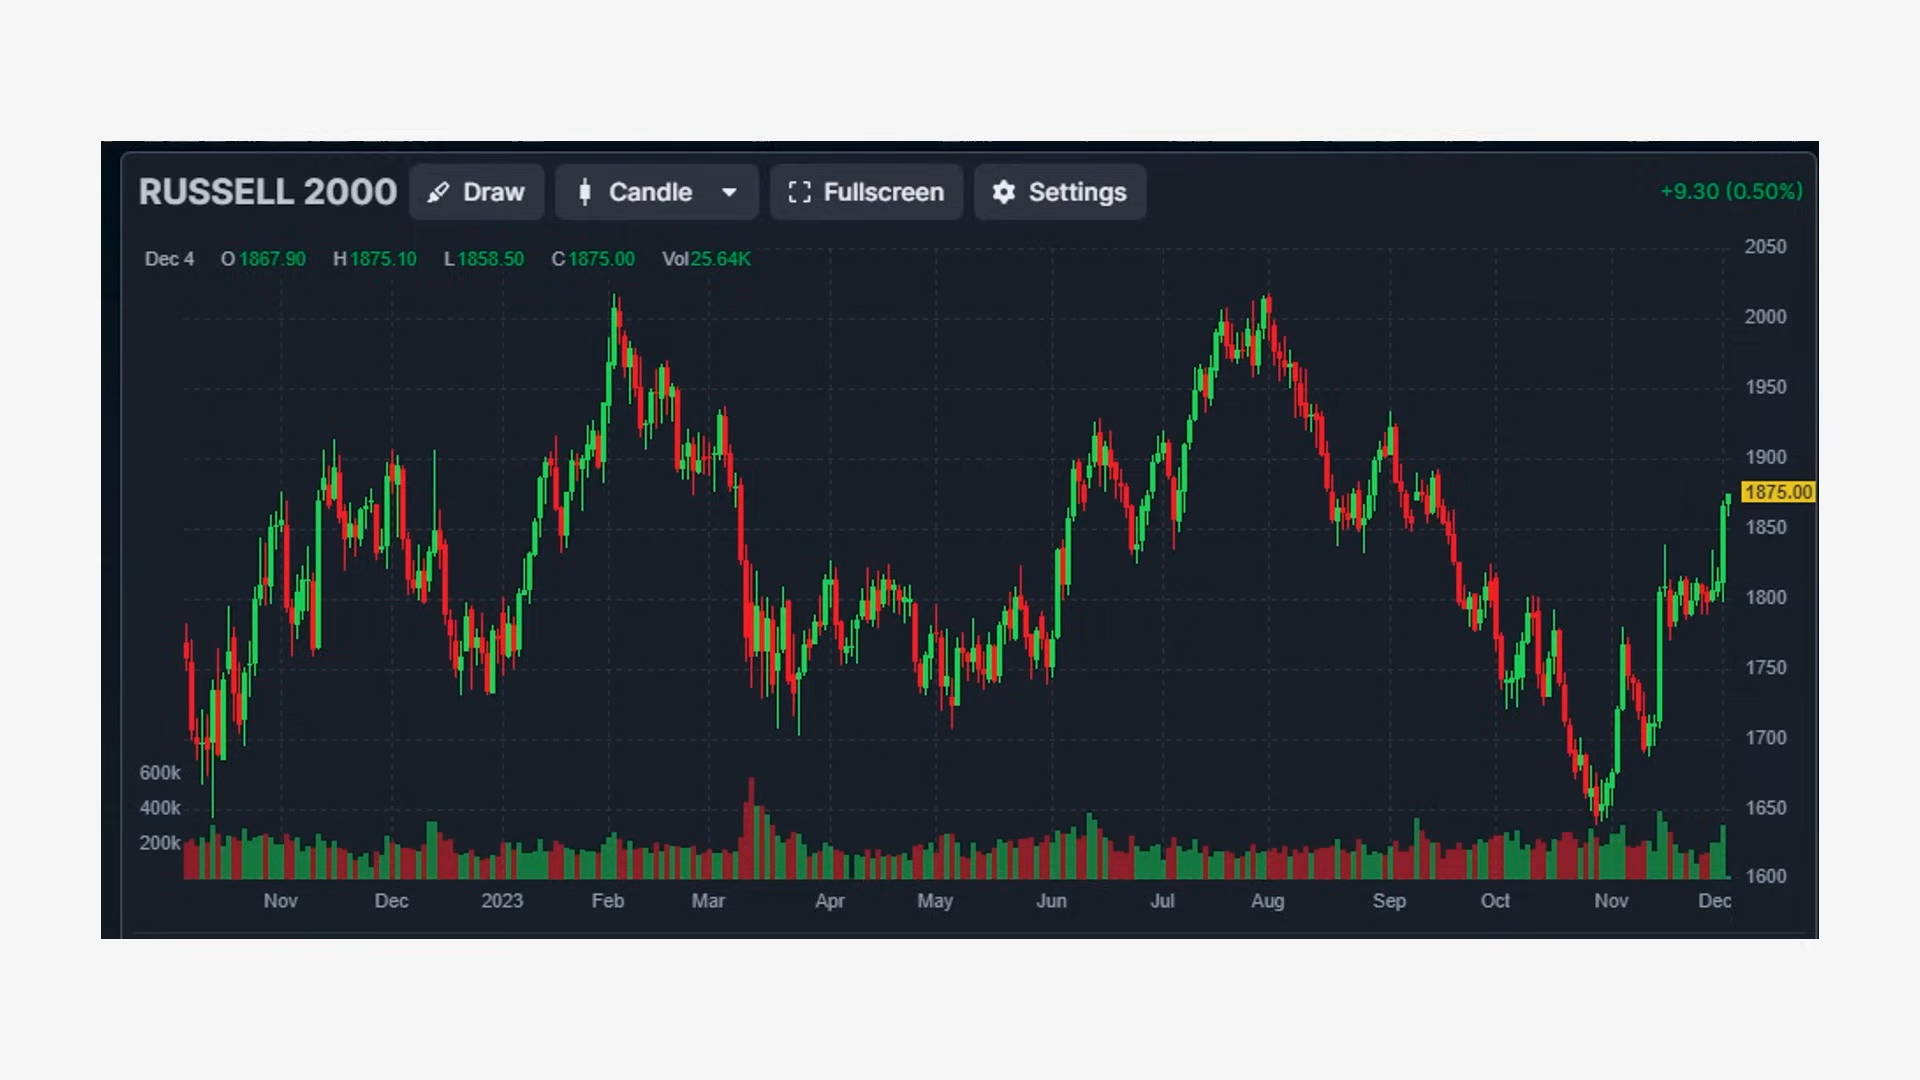 RUSSELL 2000 Draw Candle Fullscreen Settings +9.30 (0.50%)
Dec 4 O 1867.90 H 1875.10 L 1858.50 C 1875.00 Vol 25.64K
2050
2000
1950
1900
1875.00
1850
1800
1750
1700
600k
400k 1650
200k
1600
Nov Dec 2023 Feb Mar Apr May Jun Jul Aug Sep Oct Nov Dec